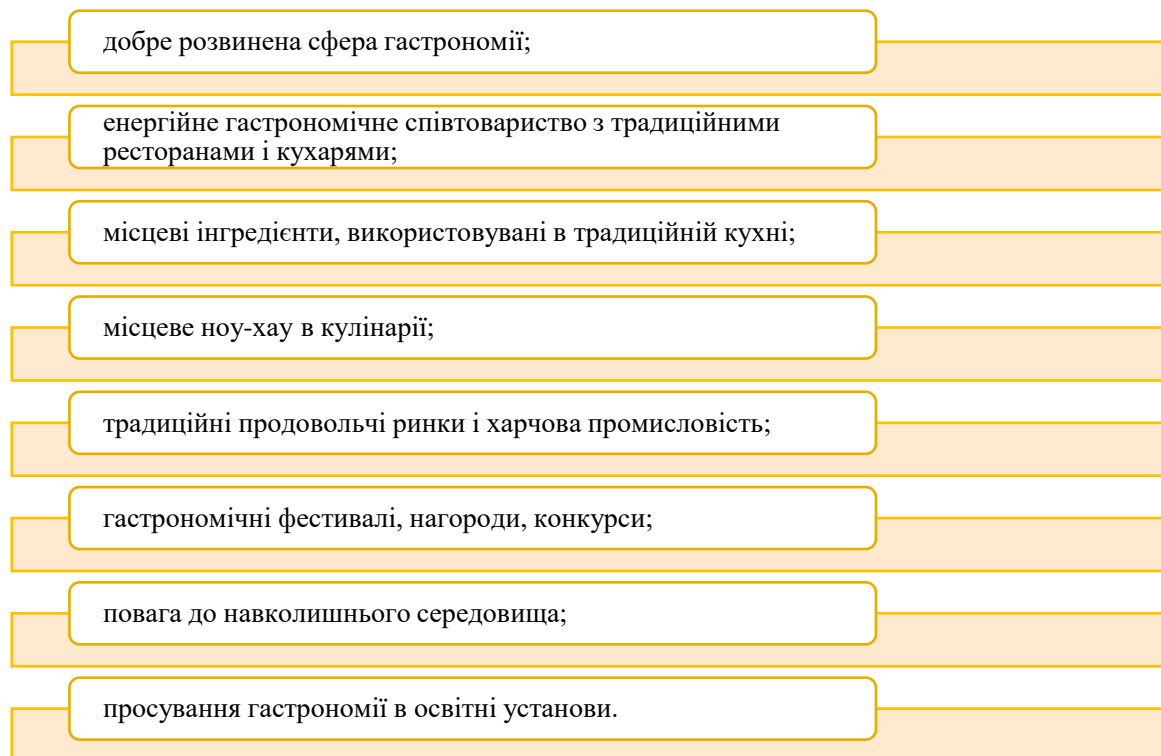 добре розвинена сфера гастрономії;
енергійне гастрономічне співтовариство з традиційними
ресторанами і кухарями;
місцеві інгредієнти, використовувані в традиційній кухні;
місцеве ноу-хау в кулінарії;
традиційні продовольчі ринки і харчова промисловість;
гастрономічні фестивалі, нагороди, конкурси;
повага до навколишнього середовища;
просування гастрономії в освітні установи.